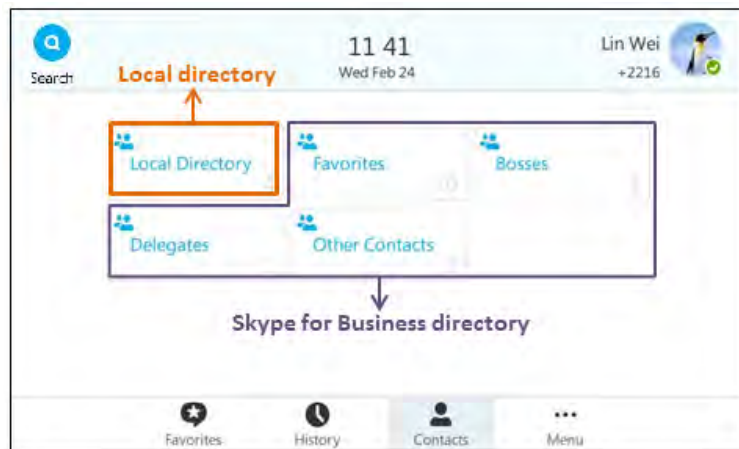 11 41
Lin Wei
Search
Local directory
Wed Feb 24
+2216
Local Directory
Favorites
Bosses
Delegates
Other Contacts
Skype for Business directory
Favorites
History
Contacts
Menu